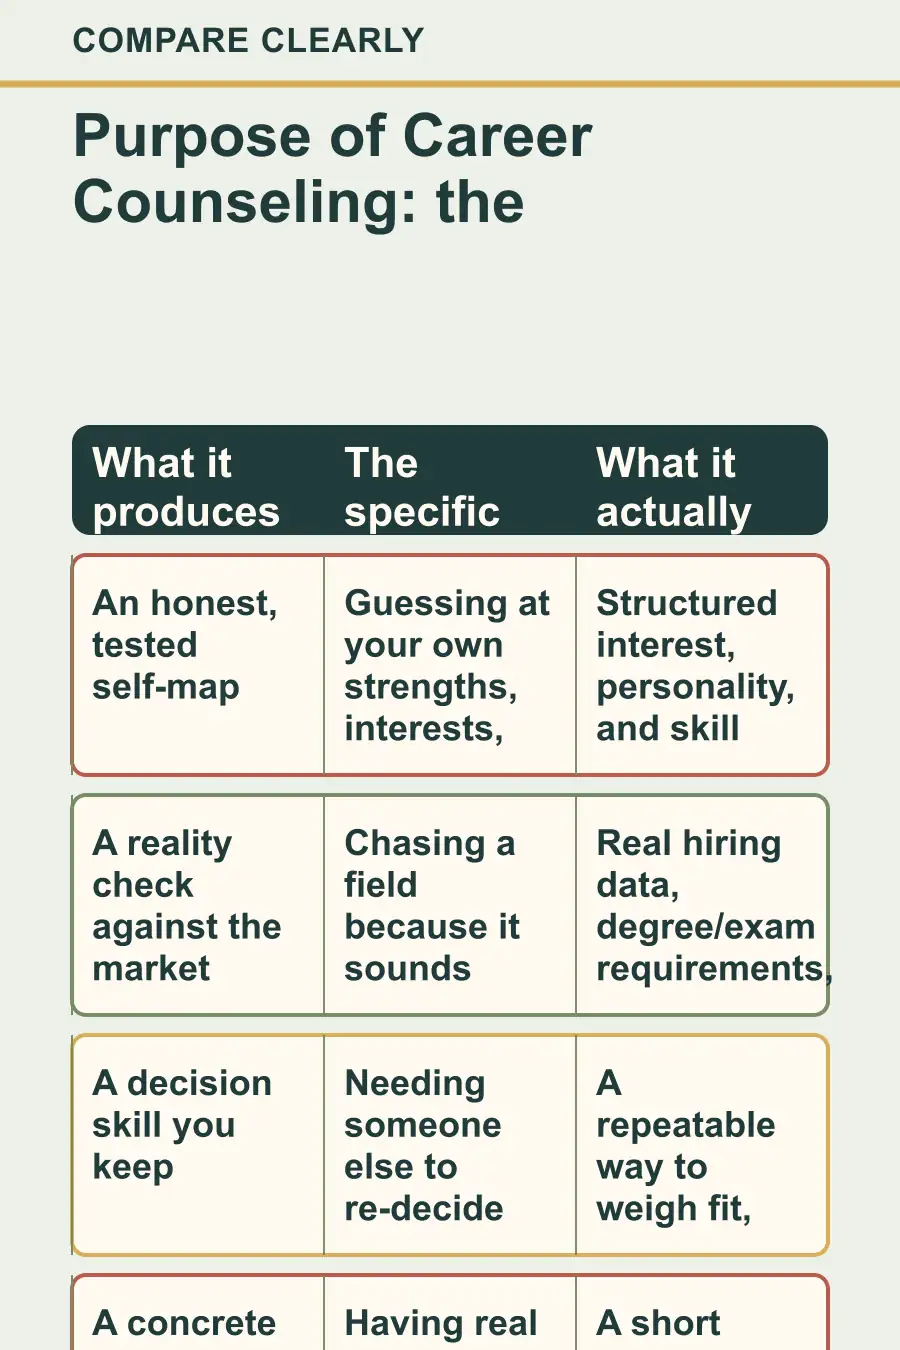 COMPARE CLEARLY
Purpose of Career
Counseling: the
What it
produces
The
specific
What it
actually
An honest,
tested
self-map
Guessing at
your own
strengths,
interests,
Structured
interest,
personality,
and skill
A reality
check
against the
market
Chasing a
field
because it
sounds
Real hiring
data,
degree/exam
requirements,
A decision
skill you
keep
Needing
someone
else to
re-decide
A
repeatable
way to
weigh fit,
A concrete
Having real
A short